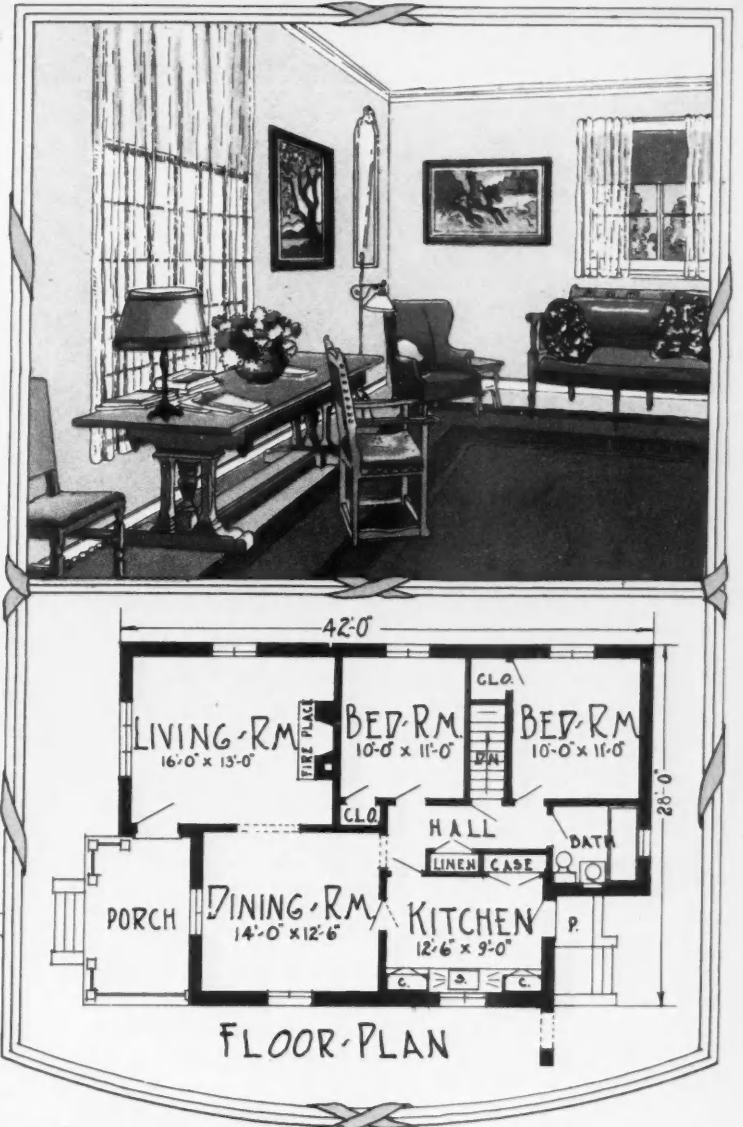 42'-0"
LIVING-RM
16'-0" x 13'-0"
FIRE PLACE
BED-RM.
10'-0" x 11'-0"
CLO.
DN
BED-RM
10'-0" x 11'-0"
28'-0"
CLO.
HALL
BATH
LINEN
CASE
PORCH
DINING-RM
14'-0" x 12'-6"
KITCHEN
12'-6" x 9'-0"
P.
C.
S.
C.
FLOOR-PLAN